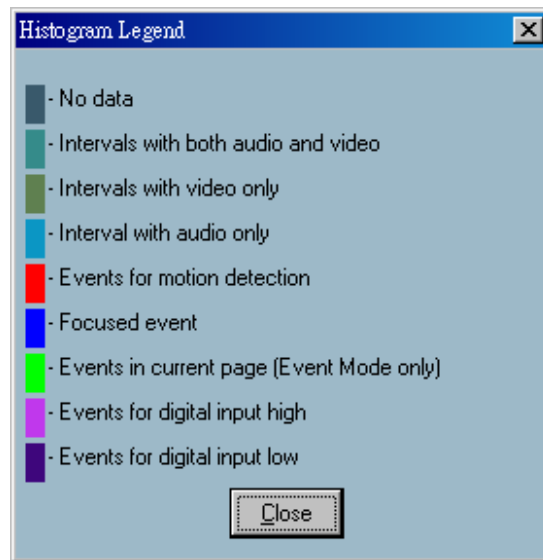 Histogram Legend
- No data
- Intervals with both audio and video
- Intervals with video only
- Interval with audio only
- Events for motion detection
- Focused event
- Events in current page (Event Mode only)
- Events for digital input high
- Events for digital input low
Close